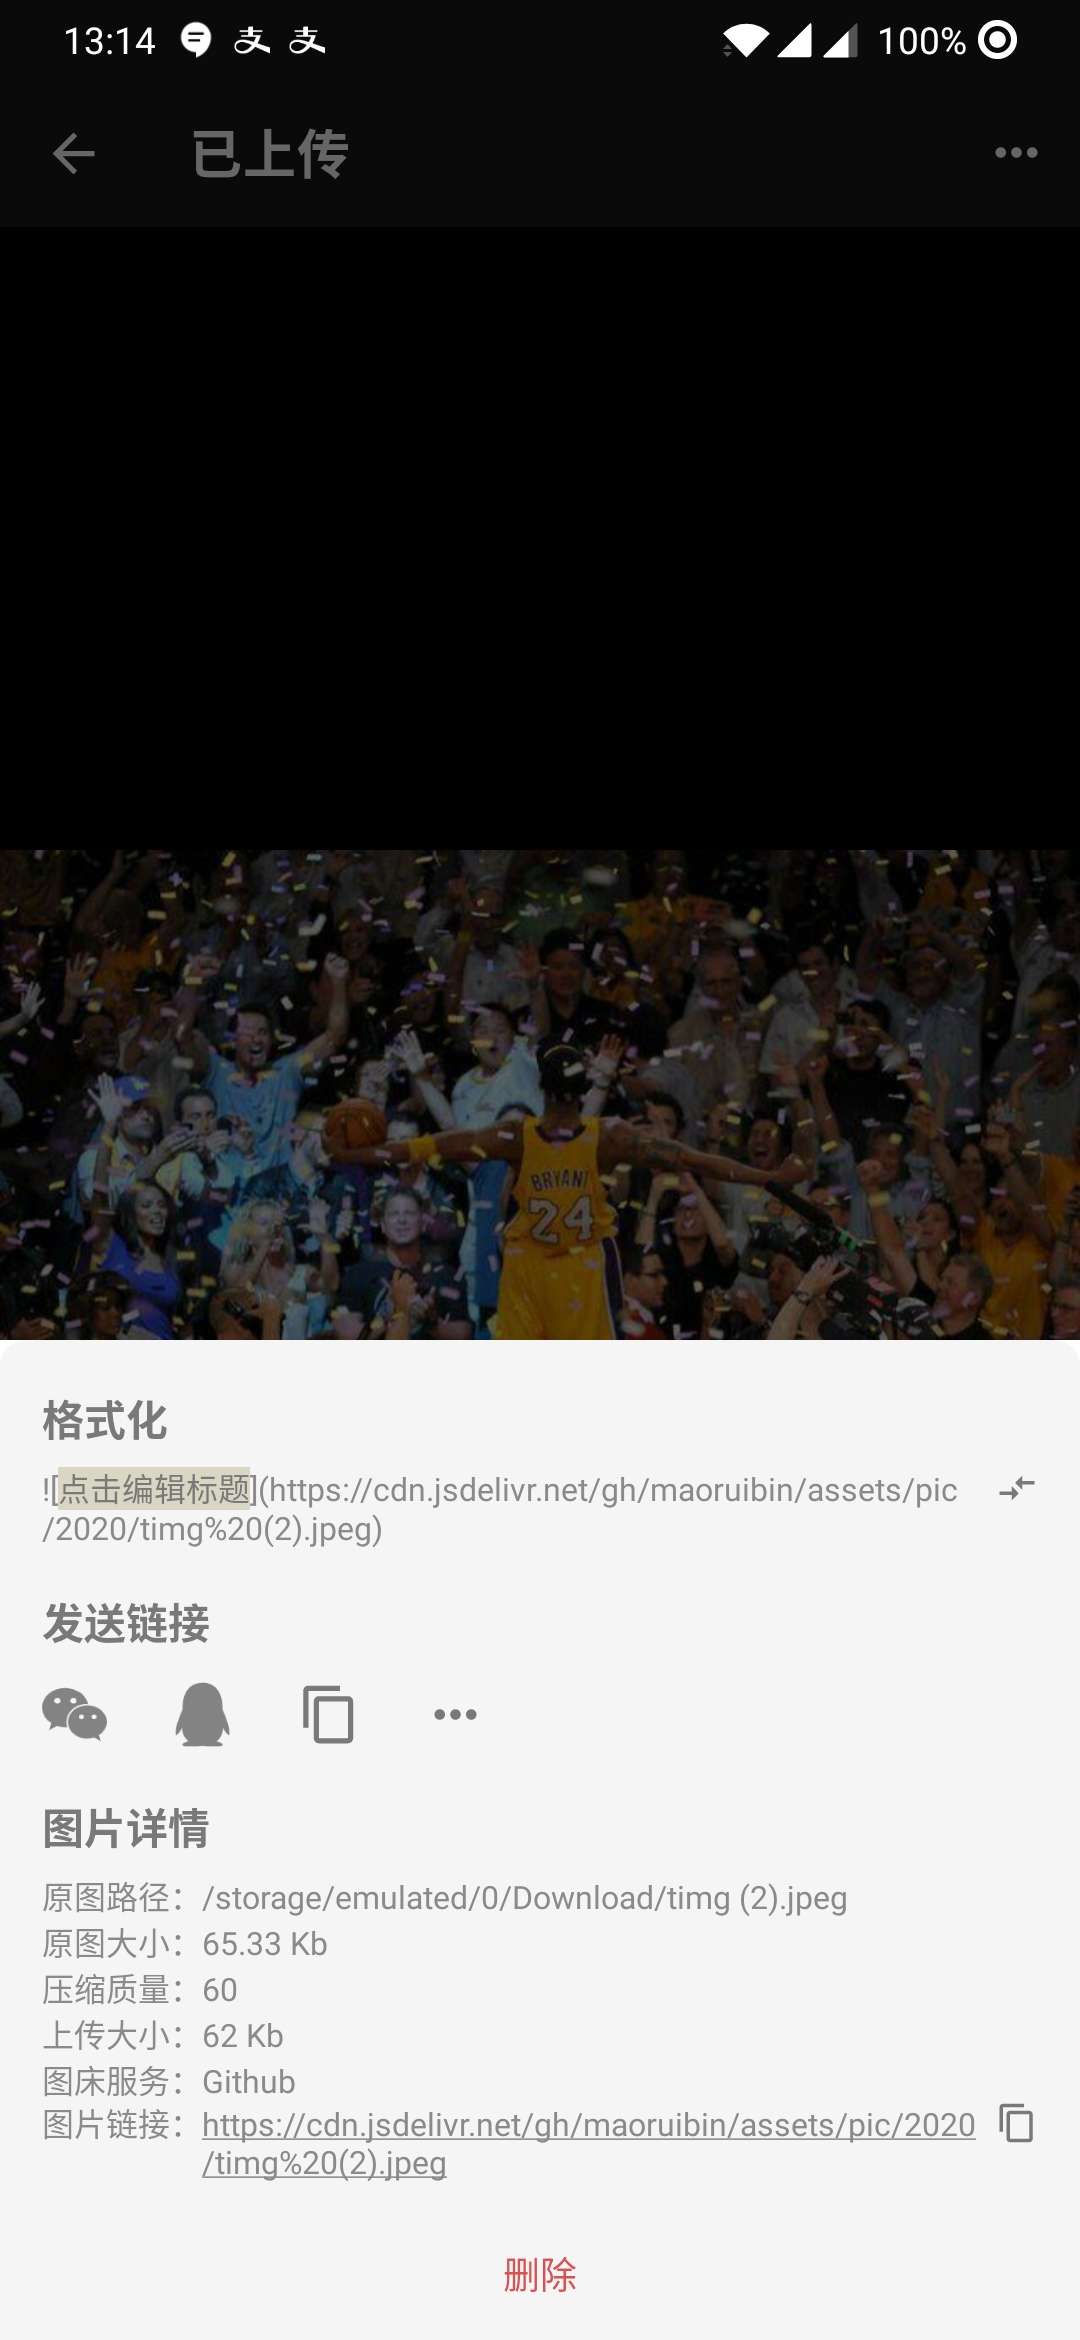 13:14 支 支 100%
已上传
BRYANT
24
格式化
![点击编辑标题](https://cdn.jsdelivr.net/gh/maoruibin/assets/pic
/2020/timg%20(2).jpeg)
发送链接
图片详情
原图路径：/storage/emulated/0/Download/timg (2).jpeg
原图大小：65.33 Kb
压缩质量：60
上传大小：62 Kb
图床服务：Github
图片链接：https://cdn.jsdelivr.net/gh/maoruibin/assets/pic/2020
/timg%20(2).jpeg
删除